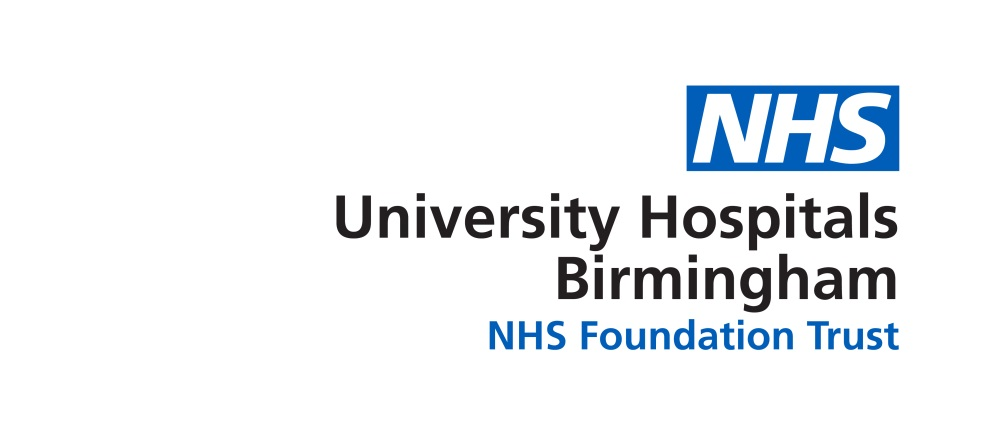 NHS
University Hospitals
Birmingham
NHS Foundation Trust